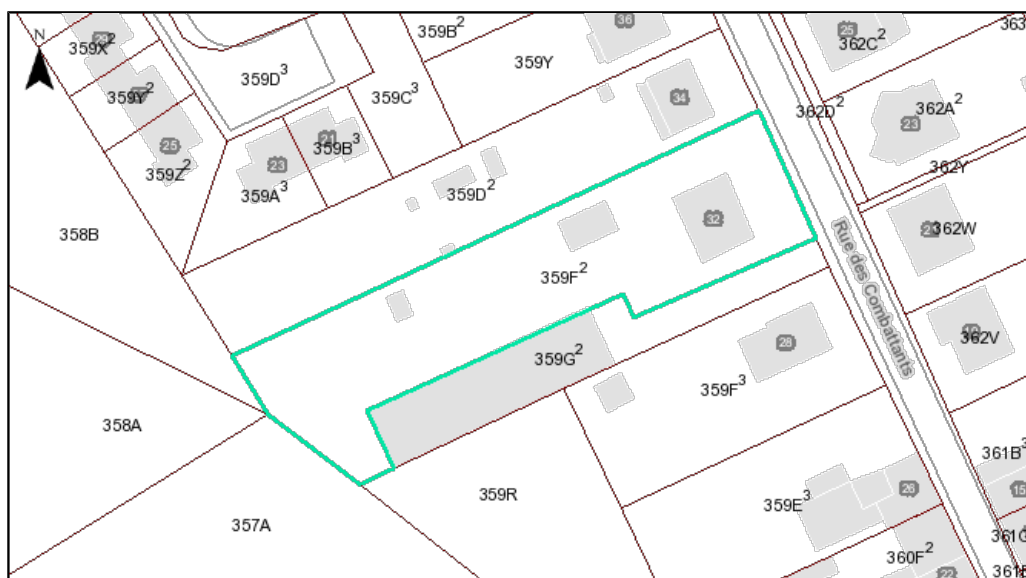 36
25
363
29
359X²
N
359B²
362C²
359Y
359D³
359C³
34
359Y²
362D²
362A²
23
25
21
359B³
23
359Z²
359A³
362Y
359D²
32
358B
362W
359F²
Rue des Combattants
362V
28
359G²
359F³
358A
361B³
26
15
359R
359E³
357A
361G
360F²
22